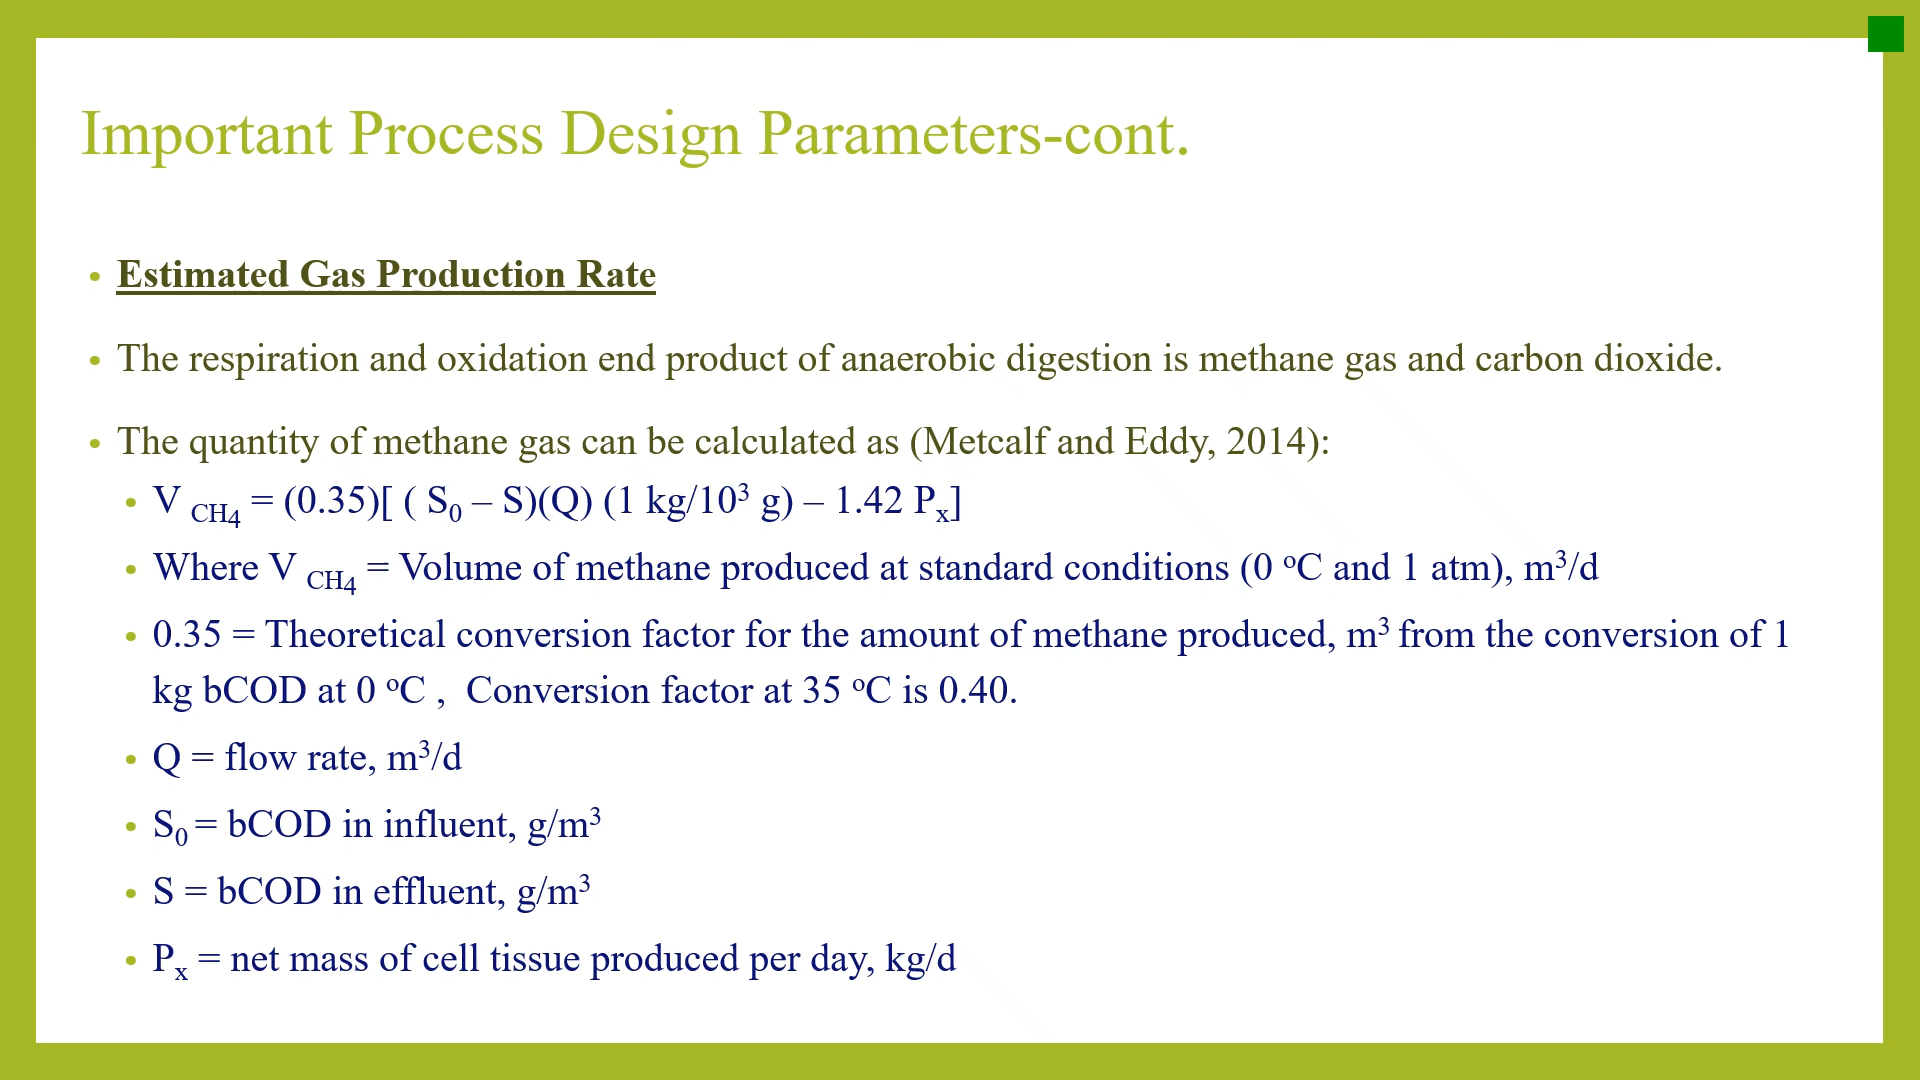 Important Process Design Parameters-cont.
• Estimated Gas Production Rate
• The respiration and oxidation end product of anaerobic digestion is methane gas and carbon dioxide.
• The quantity of methane gas can be calculated as (Metcalf and Eddy, 2014):
• V CH4 = (0.35)[ ( S0 – S)(Q) (1 kg/10³ g) – 1.42 Px]
• Where V CH4 = Volume of methane produced at standard conditions (0 ᵒC and 1 atm), m³/d
• 0.35 = Theoretical conversion factor for the amount of methane produced, m³ from the conversion of 1
kg bCOD at 0 ᵒC , Conversion factor at 35 ᵒC is 0.40.
• Q = flow rate, m³/d
• S0 = bCOD in influent, g/m³
• S = bCOD in effluent, g/m³
• Px = net mass of cell tissue produced per day, kg/d